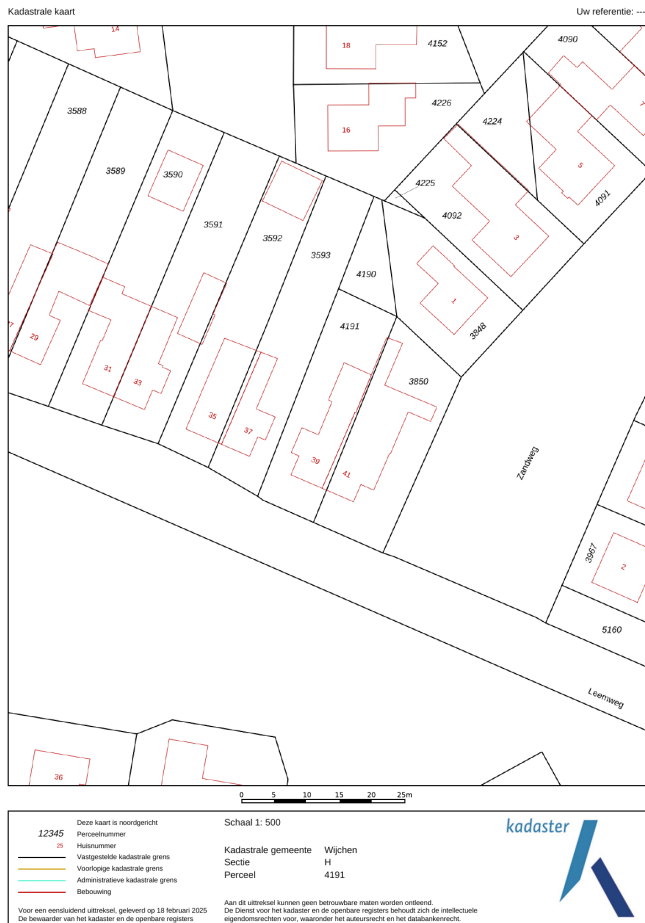 Kadastrale kaart
Uw referentie: ---
14
18
4152
4090
3588
4226
4224
7
16
3589
3590
5
4225
4091
3591
4092
3592
3
3593
4190
1
3848
29
4191
31
33
3850
35
37
39
41
Zandweg
3967
2
5160
Leemweg
36
0 5 10 15 20 25m
Deze kaart is noordgericht
12345 Perceelnummer
25 Huisnummer
Vastgestelde kadastrale grens
Voorlopige kadastrale grens
Administratieve kadastrale grens
Bebouwing
Voor een eensluidend uittreksel, geleverd op 18 februari 2025
De bewaarder van het kadaster en de openbare registers
Schaal 1: 500
Kadastrale gemeente Wijchen
Sectie H
Perceel 4191
Aan dit uittreksel kunnen geen betrouwbare maten worden ontleend.
De Dienst voor het kadaster en de openbare registers behoudt zich de intellectuele
eigendomsrechten voor, waaronder het auteursrecht en het databankenrecht.
kadaster